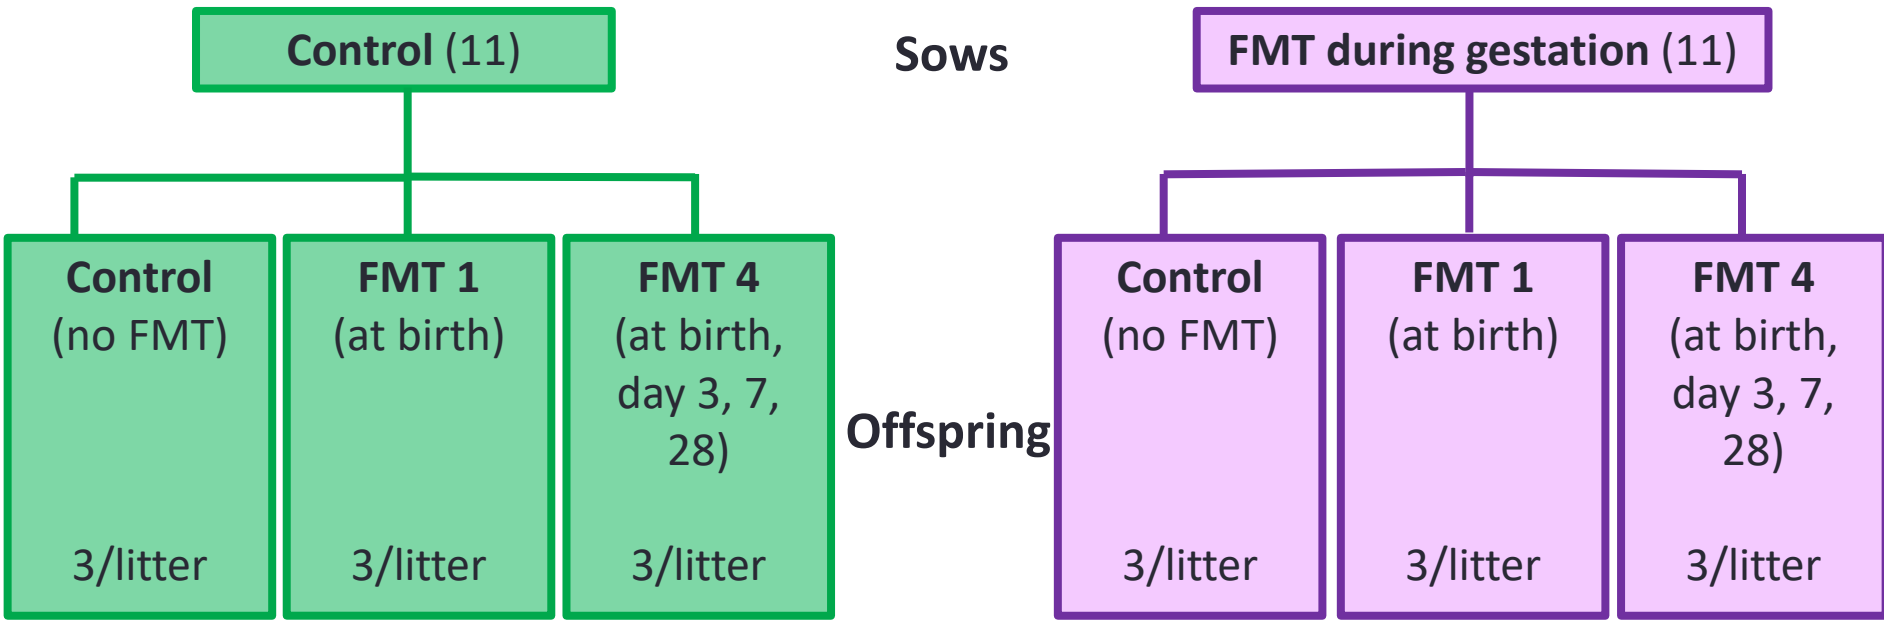 Control (11)
Sows
FMT during gestation (11)
Control
(no FMT)
3/litter
FMT 1
(at birth)
3/litter
FMT 4
(at birth,
day 3, 7,
28)
3/litter
Offspring
Control
(no FMT)
3/litter
FMT 1
(at birth)
3/litter
FMT 4
(at birth,
day 3, 7,
28)
3/litter